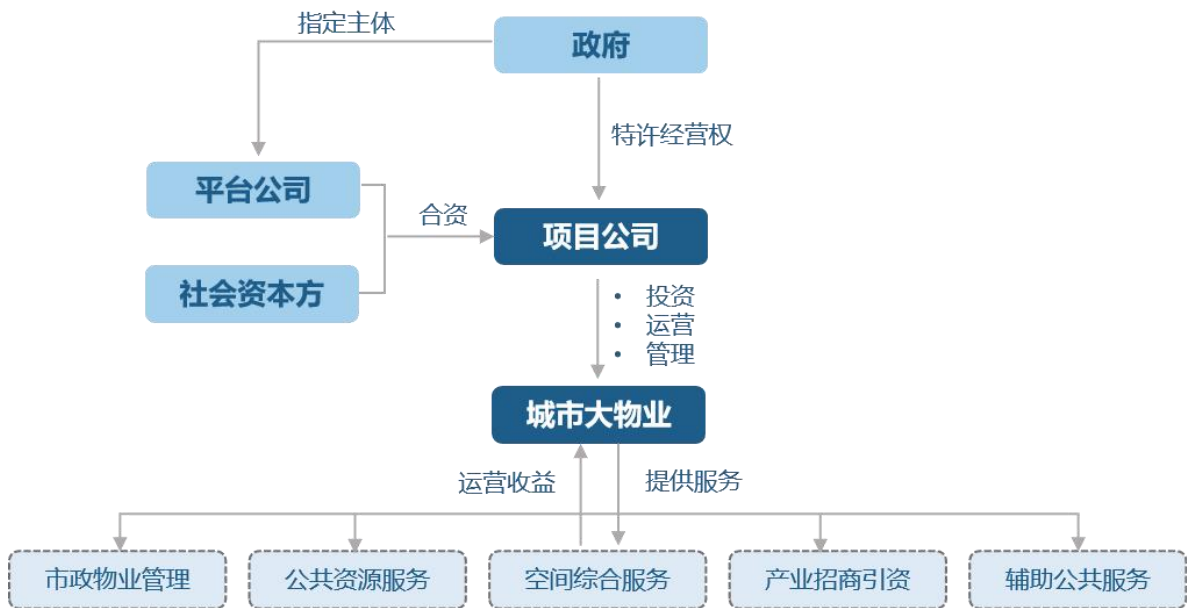 指定主体
政府
特许经营权
平台公司
合资
项目公司
社会资本方
• 投资
• 运营
• 管理
城市大物业
运营收益
提供服务
市政物业管理
公共资源服务
空间综合服务
产业招商引资
辅助公共服务